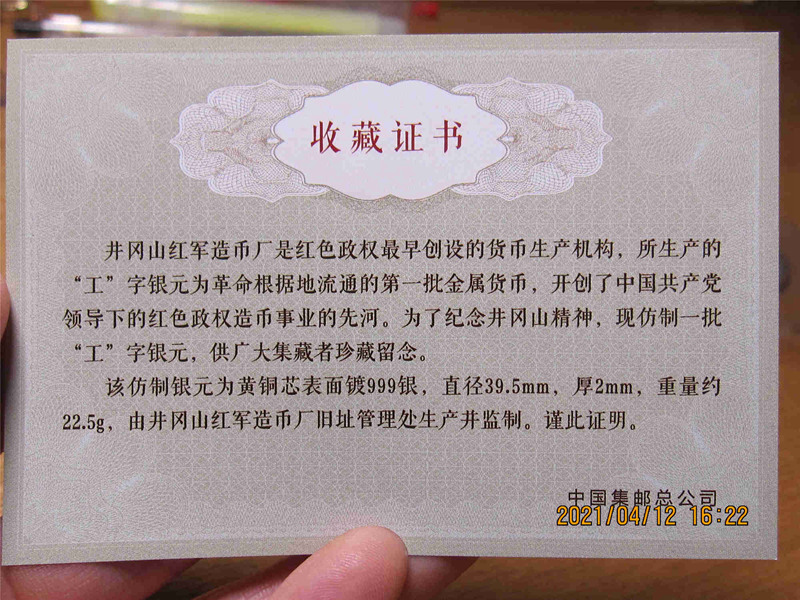 收藏证书
井冈山红军造币厂是红色政权最早创设的货币生产机构，所生产的
“工”字银元为革命根据地流通的第一批金属货币，开创了中国共产党
领导下的红色政权造币事业的先河。为了纪念井冈山精神，现仿制一批
“工”字银元，供广大集藏者珍藏留念。
该仿制银元为黄铜芯表面镀999银，直径39.5mm，厚2mm，重量约
22.5g，由井冈山红军造币厂旧址管理处生产并监制。谨此证明。
中国集邮总公司
2021/04/12 16:22